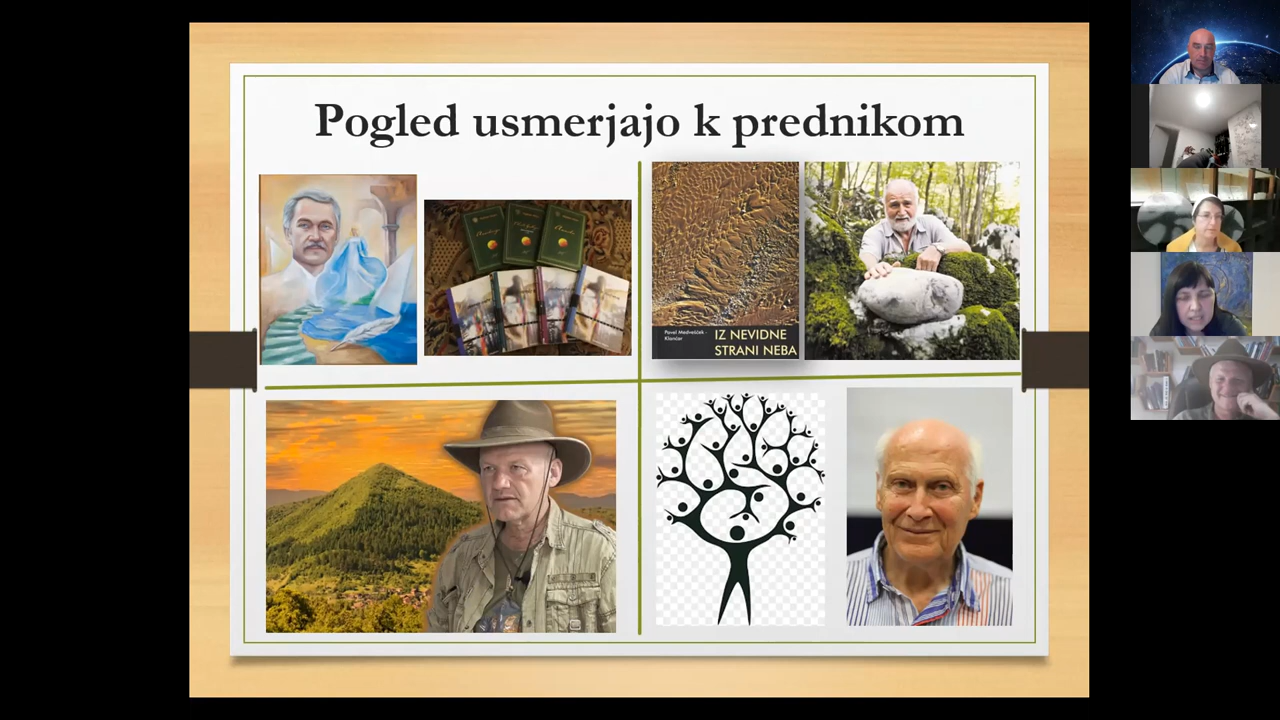 Pogled usmerjajo k prednikom
Pavel Medvešček -
Klančar
IZ NEVIDNE
STRANI NEBA